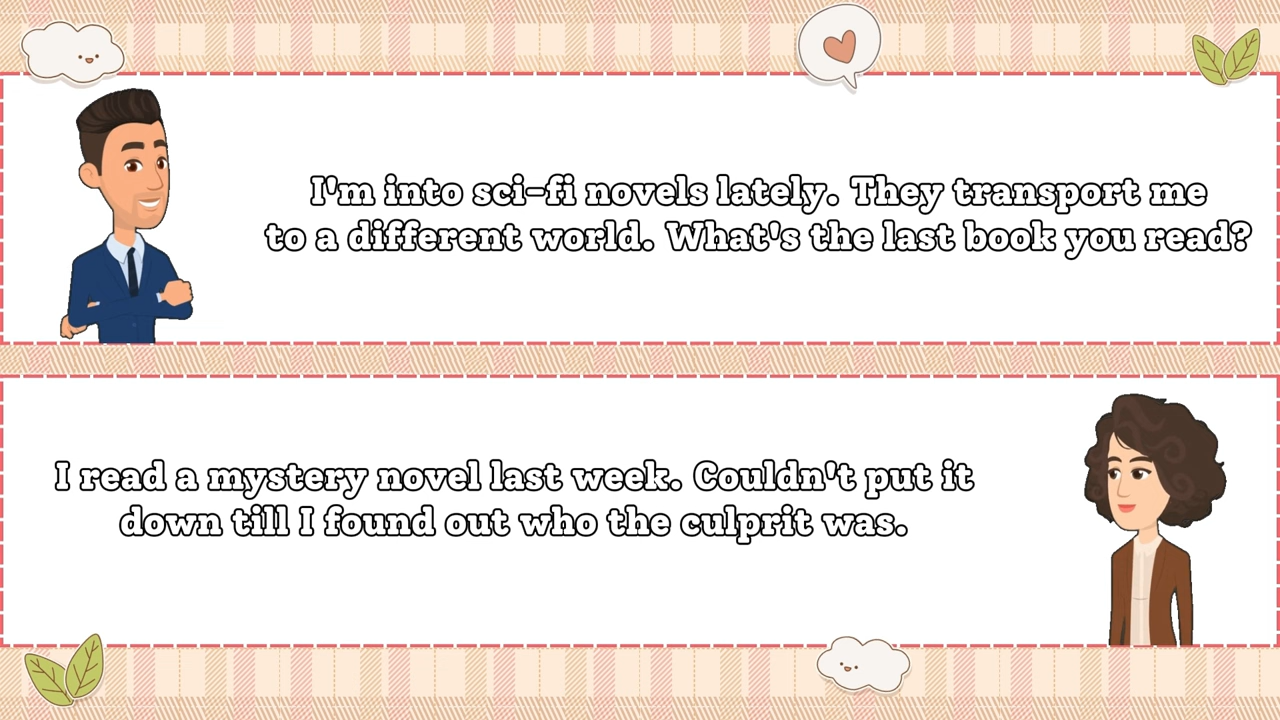 I'm into sci-fi novels lately. They transport me
to a different world. What's the last book you read?
I read a mystery novel last week. Couldn't put it
down till I found out who the culprit was.